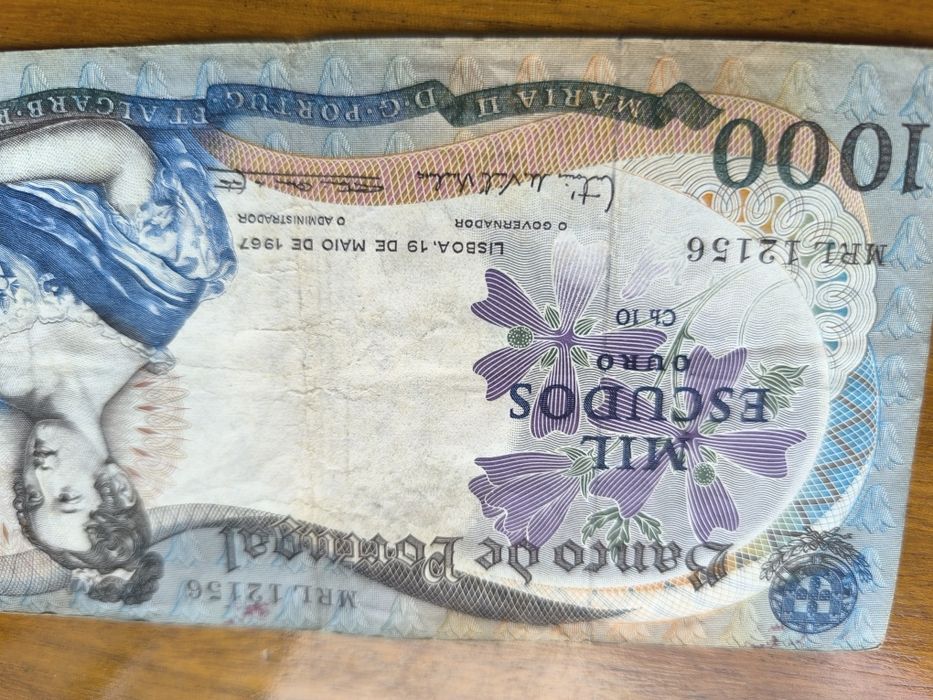 MRL 12156
Banco de Portugal
MIL
ESCUDOS
OURO
Ch 10
MRL 12156
LISBOA, 19 DE MAIO DE 1967
O GOVERNADOR
O ADMINISTRADOR
1000
MARIA·II D·G·PORTUG· ET ALGARB·R